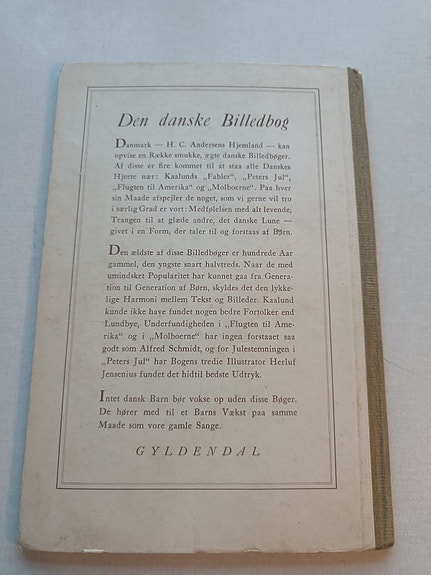 Den danske Billedbog
Danmark — H. C. Andersens Hjemland — kan
opvise en Række smukke, ægte danske Billedbøger.
Af disse er fire kommet til at staa alle Danskes
Hjerte nær: Kaalunds „Fabler“, „Peters Jul“,
„Flugten til Amerika“ og „Molboerne“. Paa hver
sin Maade afspejler de noget, som vi gerne vil tro
i særlig Grad er vort: Medfølelsen med alt levende,
Trangen til at glæde andre, det danske Lune —
givet i en Form, der taler til og forstaas af Børn.
Den ældste af disse Billedbøger er hundrede Aar
gammel, den yngste snart halvtreds. Naar de med
umindsket Popularitet har kunnet gaa fra Genera-
tion til Generation af Børn, skyldes det den lykke-
lige Harmoni mellem Tekst og Billeder. Kaalund
kunde ikke have fundet nogen bedre Fortolker end
Lundbye, Underfundigheden i „Flugten til Ame-
rika“ og i „Molboerne“ har ingen forstaaet saa
godt som Alfred Schmidt, og for Julestemningen i
„Peters Jul“ har Bogens tredie Illustrator Herluf
Jensenius fundet det hidtil bedste Udtryk.
Intet dansk Barn bør vokse op uden disse Bøger.
De hører med til et Barns Vækst paa samme
Maade som vore gamle Sange.
GYLDENDAL